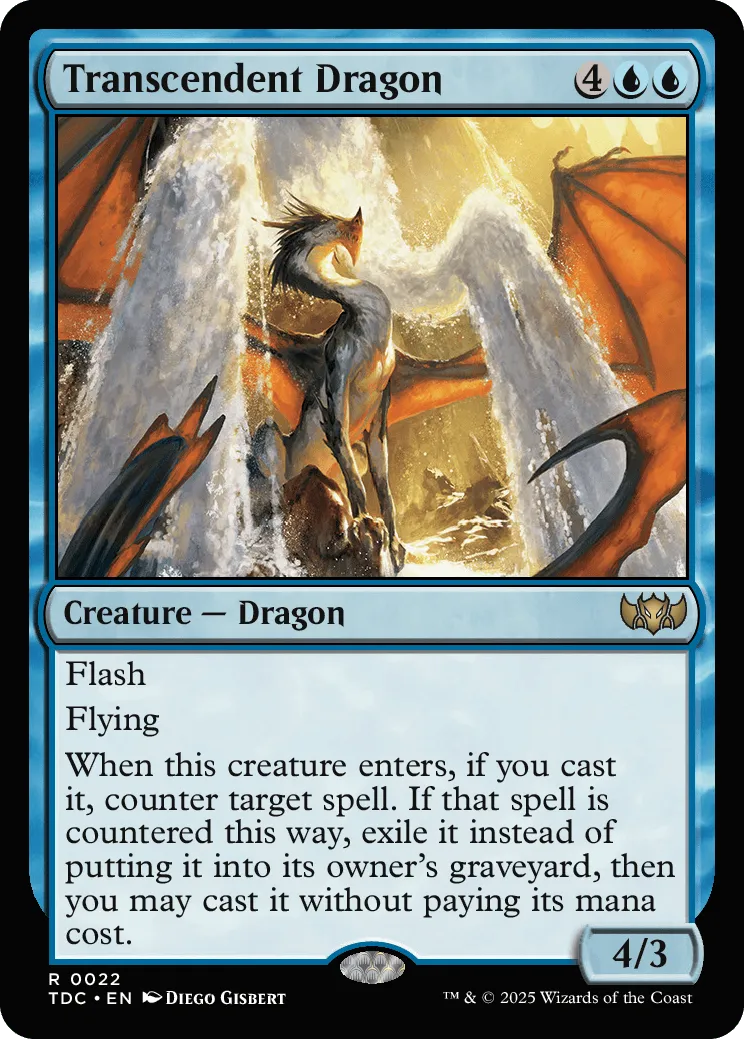 Transcendent Dragon 4
Creature — Dragon
Flash
Flying
When this creature enters, if you cast
it, counter target spell. If that spell is
countered this way, exile it instead of
putting it into its owner's graveyard, then
you may cast it without paying its mana
cost.
4/3
R 0022
TDC • EN Diego Gisbert
™ & © 2025 Wizards of the Coast